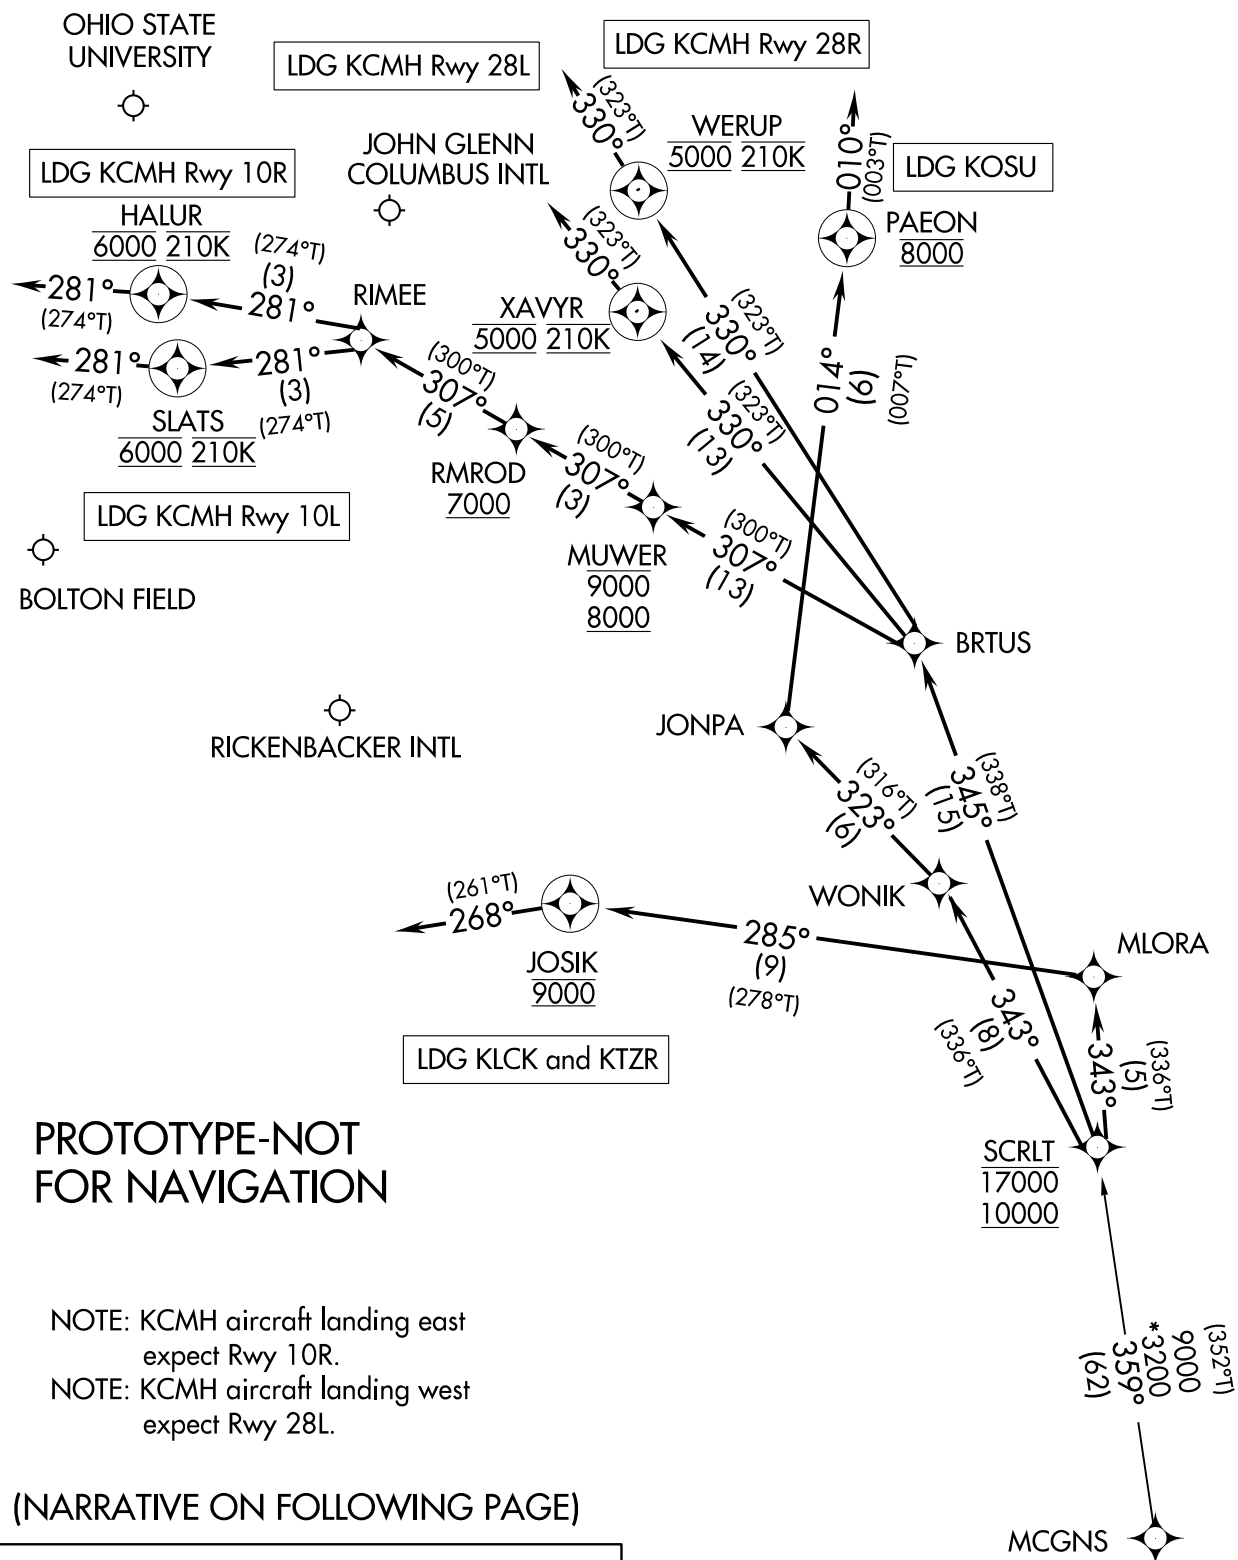 OHIO STATE
UNIVERSITY
LDG KCMH Rwy 28L
LDG KCMH Rwy 28R
(323°T)
330°
WERUP
5000 210K
010°
(003°T)
LDG KOSU
JOHN GLENN
COLUMBUS INTL
LDG KCMH Rwy 10R
HALUR
6000 210K
(274°T)
(3)
281°
281°
(274°T)
RIMEE
(323°T)
330°
PAEON
8000
XAVYR
5000 210K
(323°T)
330°
(14)
014°
(6)
(007°T)
281°
(274°T)
281°
(3)
(274°T)
SLATS
6000 210K
(300°T)
307°
(5)
(323°T)
330°
(13)
RMROD
7000
(300°T)
307°
(3)
LDG KCMH Rwy 10L
MUWER
9000
8000
(300°T)
307°
(13)
BOLTON FIELD
BRTUS
RICKENBACKER INTL
JONPA
(316°T)
323°
(6)
(338°T)
345°
(15)
WONIK
(261°T)
268°
JOSIK
9000
285°
(9)
(278°T)
MLORA
LDG KLCK and KTZR
343°
(8)
(336°T)
(336°T)
(5)
343°
PROTOTYPE-NOT
FOR NAVIGATION
SCRLT
17000
10000
NOTE: KCMH aircraft landing east
expect Rwy 10R.
NOTE: KCMH aircraft landing west
expect Rwy 28L.
(352°T)
9000
*3200
359°
(62)
(NARRATIVE ON FOLLOWING PAGE)
MCGNS